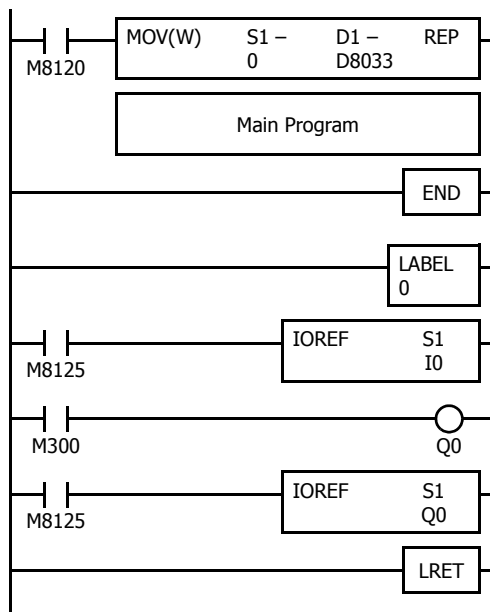 MOV(W) S1 – D1 – REP
0 D8033
M8120
Main Program
END
LABEL
0
IOREF S1
I0
M8125
M300
Q0
IOREF S1
Q0
M8125
LRET